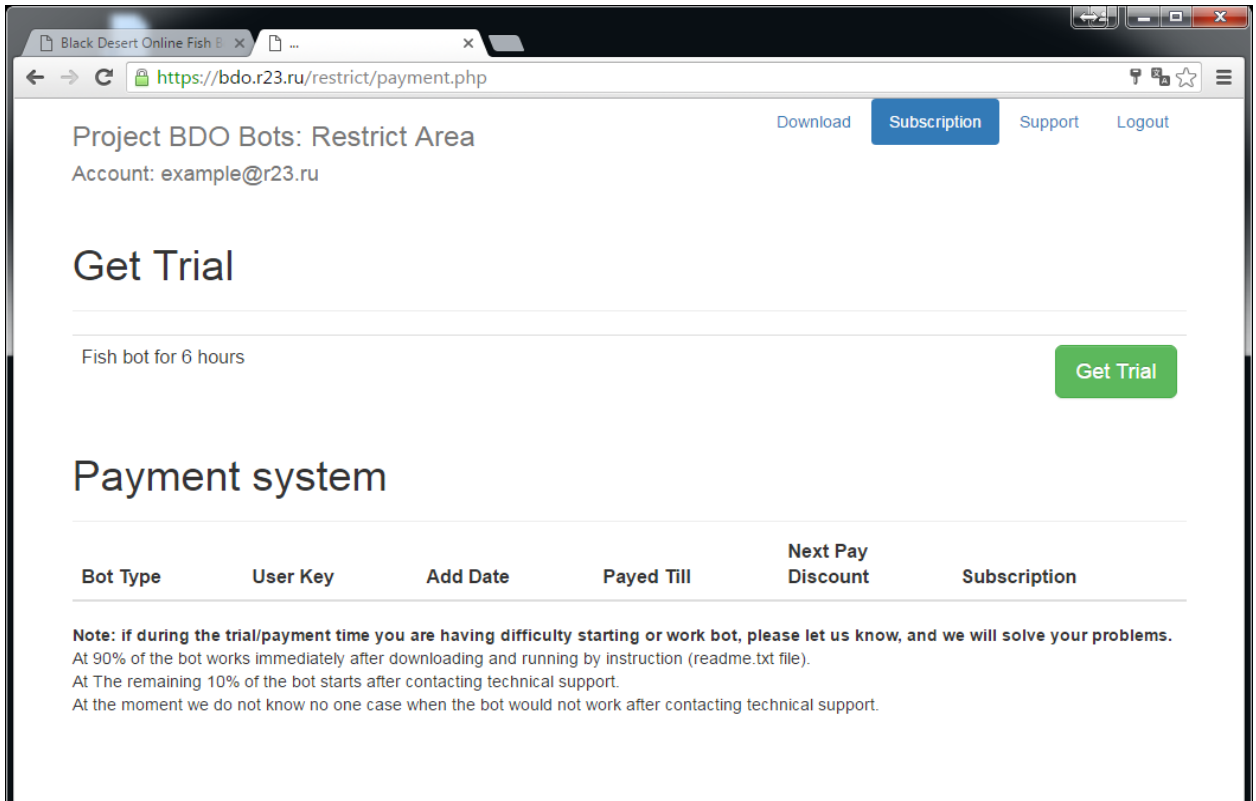 Black Desert Online Fish B
...
https://bdo.r23.ru/restrict/payment.php
Project BDO Bots: Restrict Area
Download Subscription Support Logout
Account: example@r23.ru
Get Trial
Fish bot for 6 hours
Get Trial
Payment system
Bot Type User Key Add Date Payed Till Next Pay Discount Subscription
Note: if during the trial/payment time you are having difficulty starting or work bot, please let us know, and we will solve your problems.
At 90% of the bot works immediately after downloading and running by instruction (readme.txt file).
At The remaining 10% of the bot starts after contacting technical support.
At the moment we do not know no one case when the bot would not work after contacting technical support.